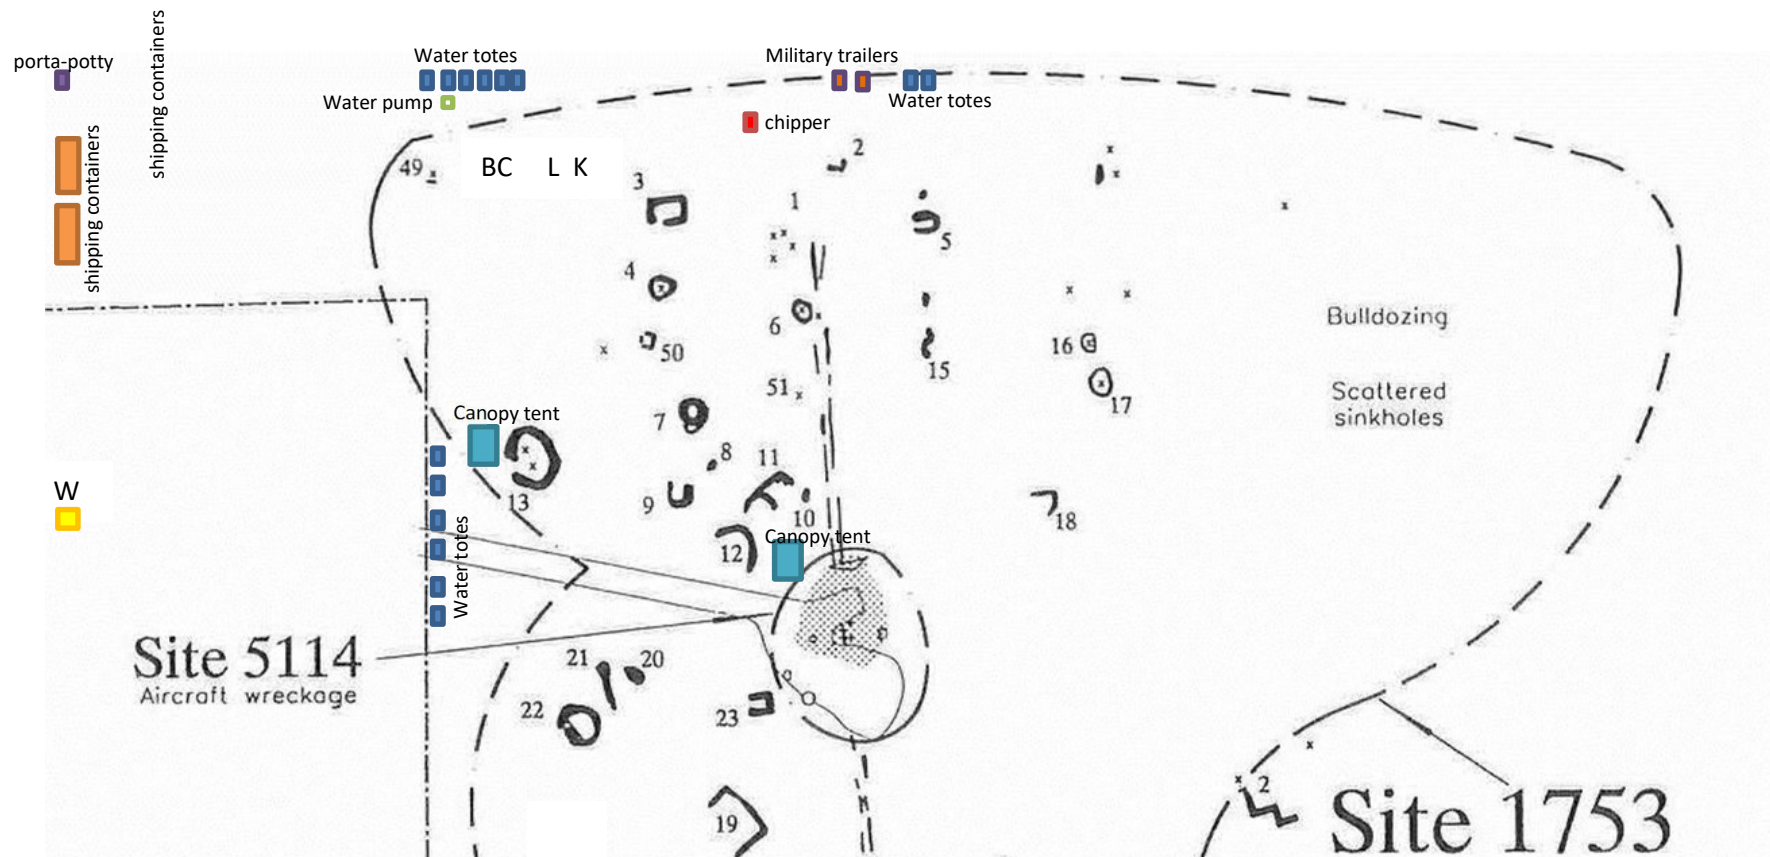 porta-potty
shipping containers
Water totes
Military trailers
Water pump
Water totes
chipper
shipping containers
49
BC L K
3
2
1
5
4
6
50
15
16
17
51
Bulldozing
Scattered
sinkholes
Canopy tent
7
8
11
13
9
10
18
W
12
Canopy tent
Water totes
Site 5114
Aircraft wreckage
21
20
22
23
19
2
Site 1753